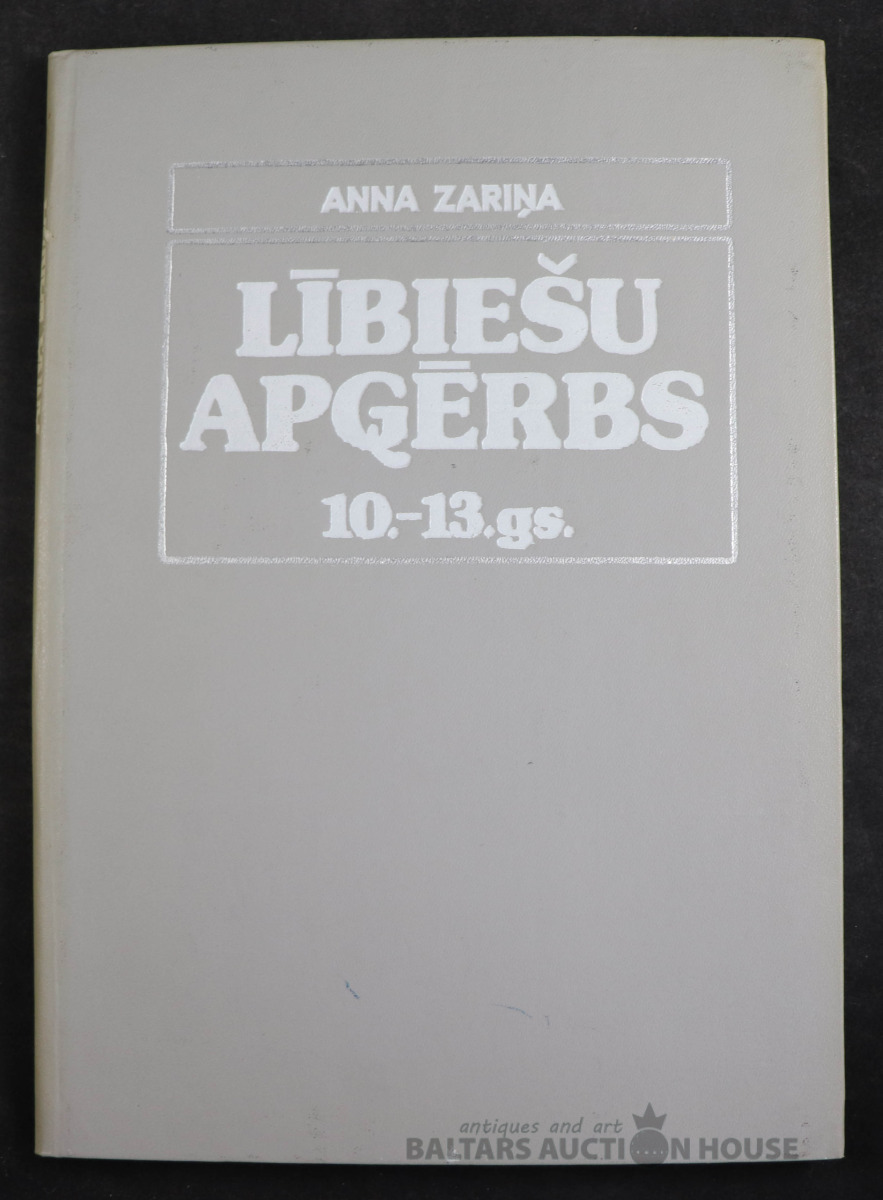 ANNA ZARIŅA
LĪBIEŠU
APĢĒRBS
10.-13.gs.
antiques and art
BALTARS AUCTION HOUSE